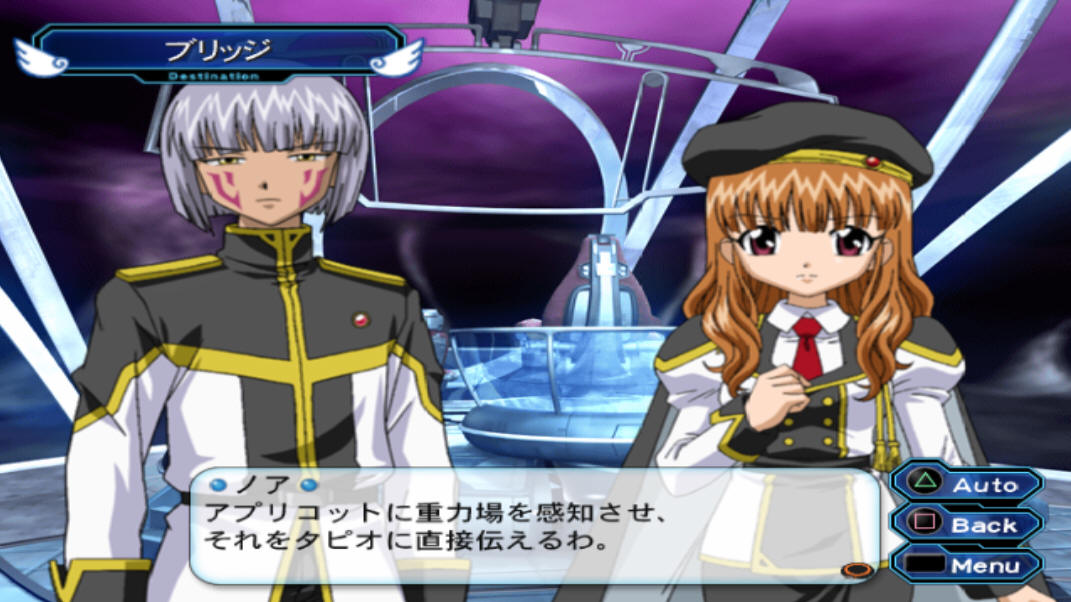 ブリッジ
Destination
ノア
アプリコットに重力場を感知させ、
それをタピオに直接伝えるわ。
Auto
Back
Menu